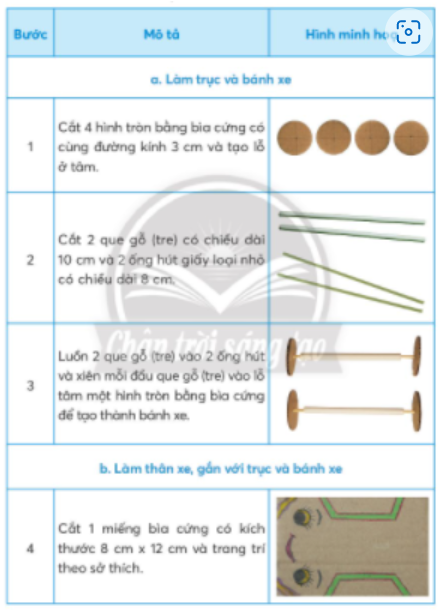 Bước Mô tả Hình minh hoạ
a. Làm trục và bánh xe
1
Cắt 4 hình tròn bằng bìa cứng có
cùng đường kính 3 cm và tạo lỗ
ở tâm.
2
Cắt 2 que gỗ (tre) có chiều dài
10 cm và 2 ống hút giấy loại nhỏ
có chiều dài 8 cm.
Chân trời sáng tạo
3
Luồn 2 que gỗ (tre) vào 2 ống hút
và xiên mỗi đầu que gỗ (tre) vào lỗ
tâm một hình tròn bằng bìa cứng
để tạo thành bánh xe.
b. Làm thân xe, gắn với trục và bánh xe
4
Cắt 1 miếng bìa cứng có kích
thước 8 cm x 12 cm và trang trí
theo sở thích.